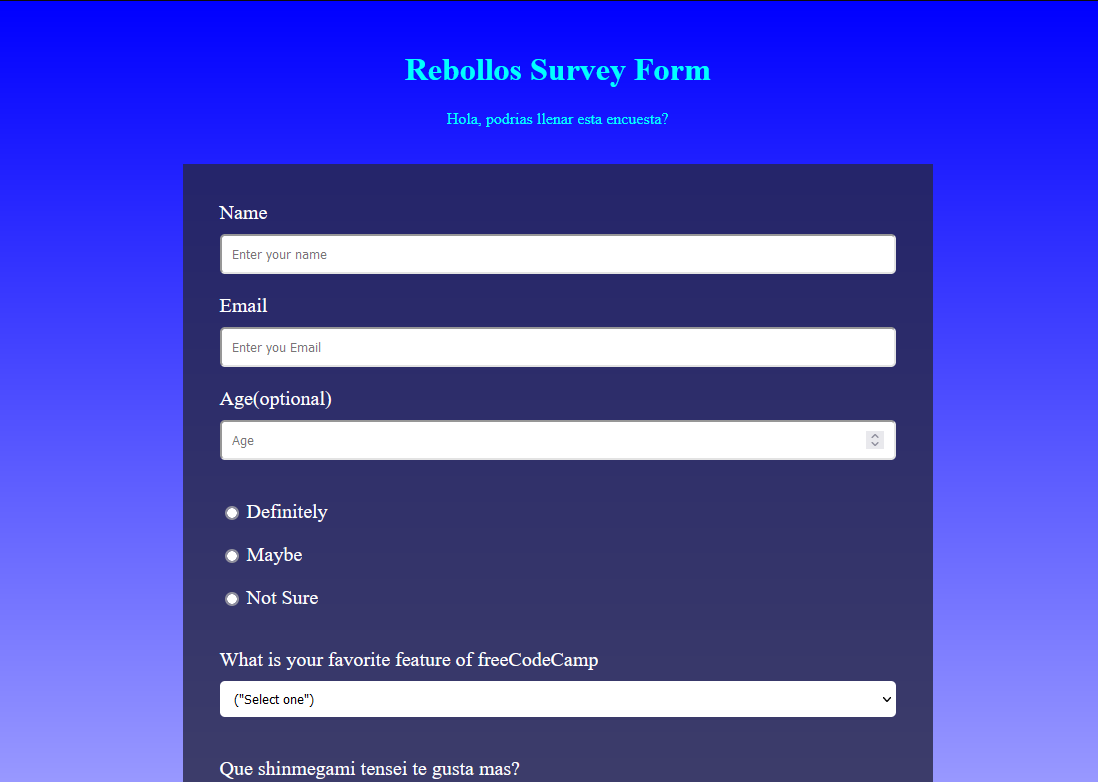 Rebollos Survey Form
Hola, podrias llenar esta encuesta?
Name
Enter your name
Email
Enter you Email
Age(optional)
Age
Definitely
Maybe
Not Sure
What is your favorite feature of freeCodeCamp
("Select one")
Que shinmegami tensei te gusta mas?